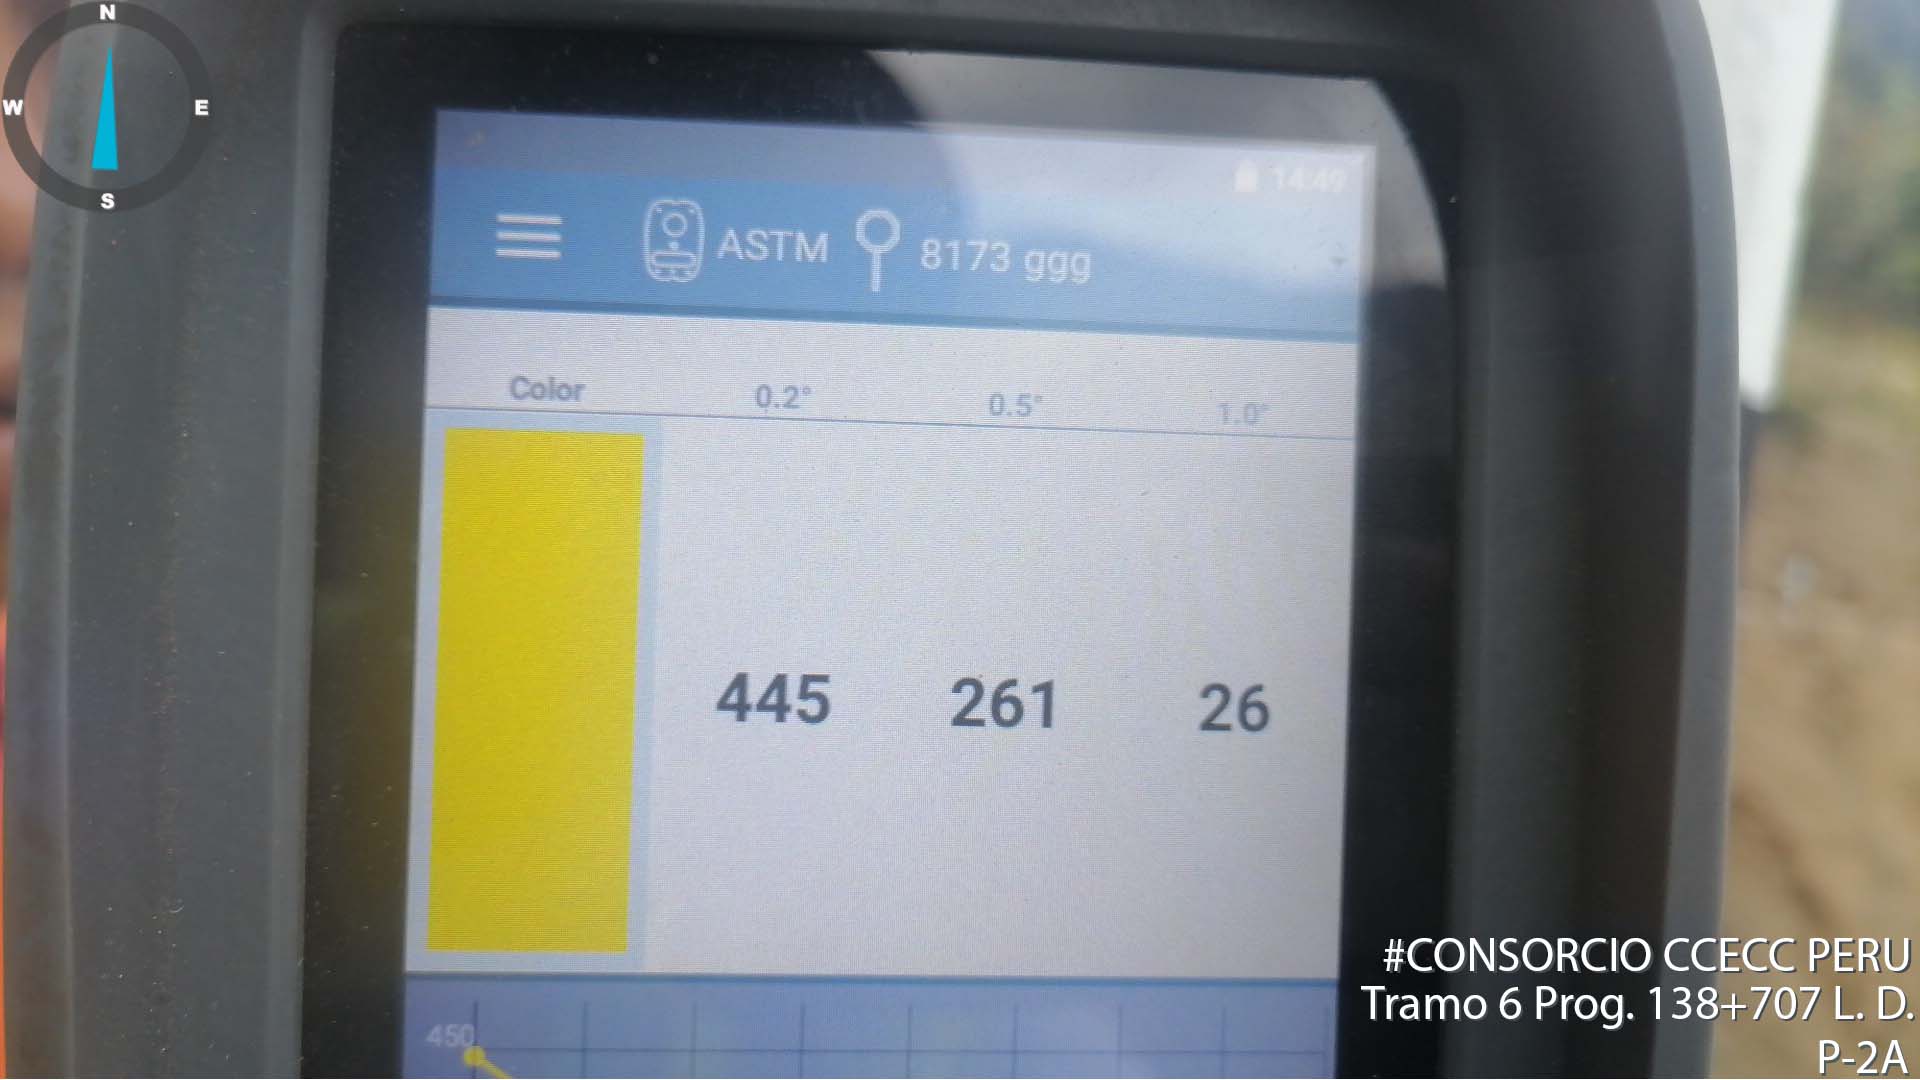 N
W E
S
14:49
ASTM 8173 ggg
Color 0.2° 0.5° 1.0°
445 261 26
450
#CONSORCIO CCECC PERU
Tramo 6 Prog. 138+707 L. D.
P-2A